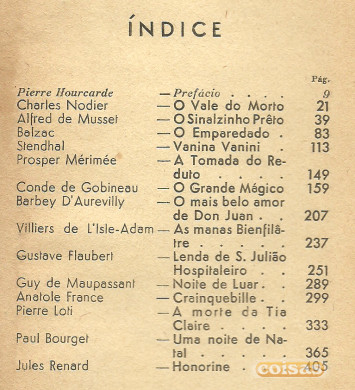 ÍNDICE
Pág.
Pierre Hourcarde — Prefácio . . . . 9
Charles Nodier — O Vale do Morto 21
Alfred de Musset — O Sinalzinho Prêto 39
Balzac — O Emparedado . 83
Stendhal — Vanina Vanini . 113
Prosper Mérimée — A Tomada do Re-
duto . . . . 149
Conde de Gobineau — O Grande Mágico 159
Barbey D'Aurevilly — O mais belo amor
de Don Juan . 207
Villiers de L'Isle-Adam — As manas Bienfilâ-
tre . . . . 237
Gustave Flaubert — Lenda de S. Julião
Hospitaleiro . 251
Guy de Maupassant — Noite de Luar . 289
Anatole France — Crainquebille . . 299
Pierre Loti — A morte da Tia
Claire . . . . 333
Paul Bourget — Uma noite de Na-
tal . . . . 365
Jules Renard — Honorine . . . 405
coisas